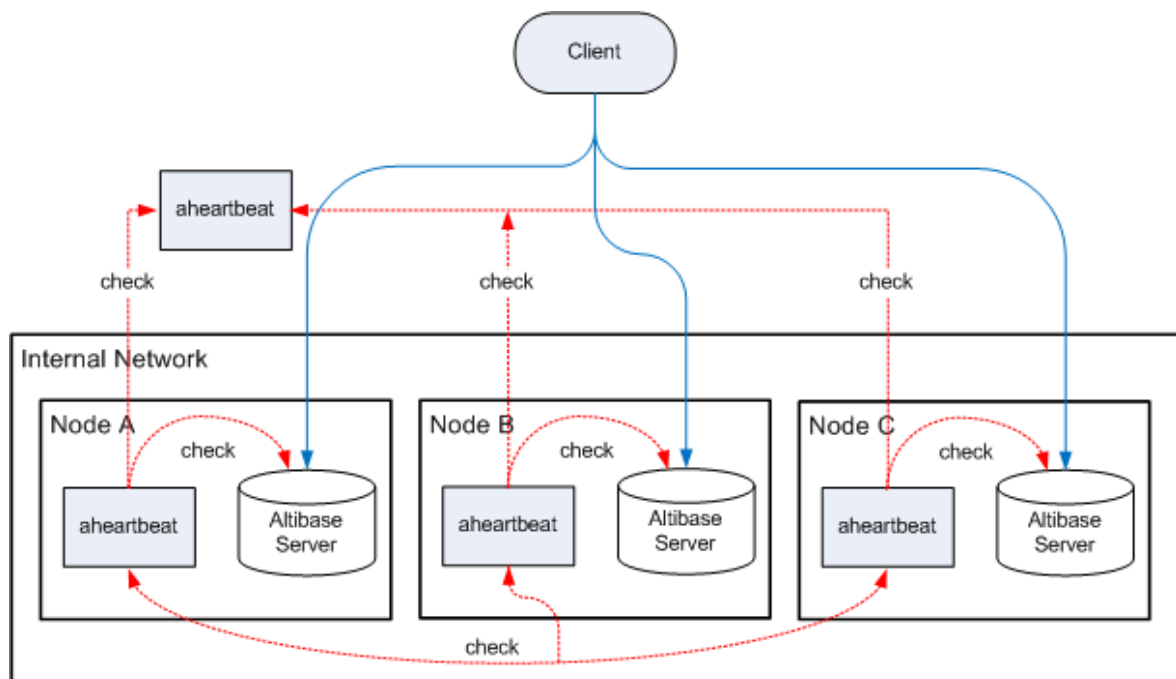 Client
aheartbeat
check
check
check
Internal Network
Node A
Node B
Node C
check
check
check
aheartbeat
Altibase
Server
aheartbeat
Altibase
Server
aheartbeat
Altibase
Server
check